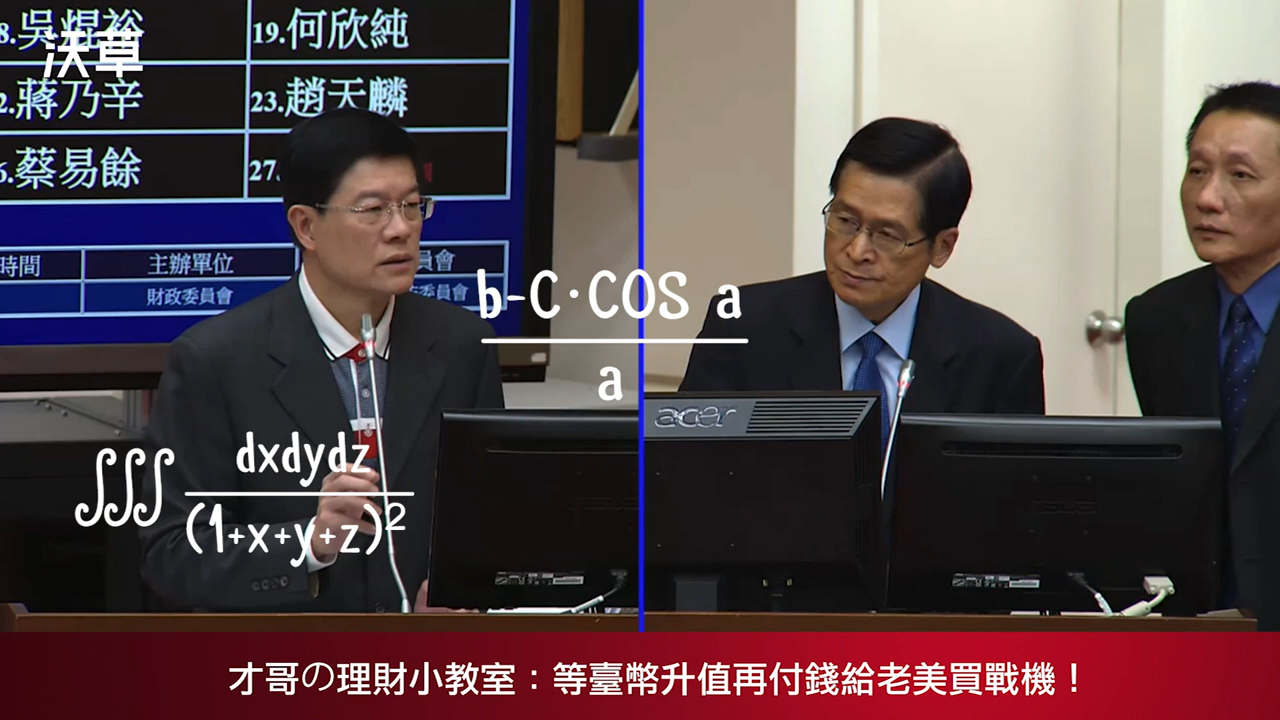 沃草
8.吳焜裕
19.何欣純
2.蔣乃辛
23.趙天麟
6.蔡易餘
27.
時間
主辦單位
員會
財政委員會
委員會
b-C·COS a
a
acer
∭ dxdydz
(1+x+y+z)²
才哥の理財小教室：等臺幣升值再付錢給老美買戰機！